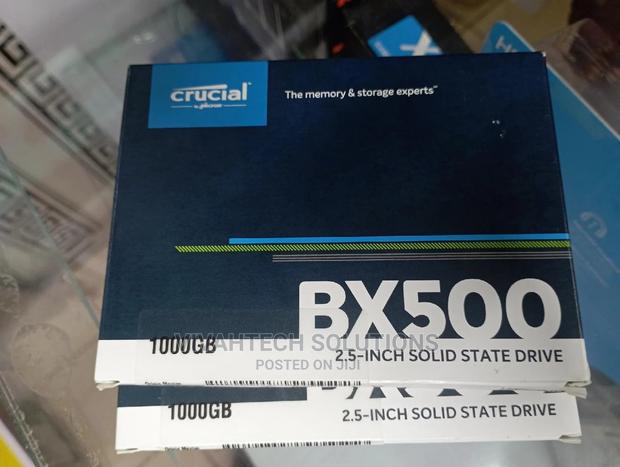 crucial
by micron
The memory & storage experts™
BX500
1000GB
VIYAHTECH SOLUTIONS
2.5-INCH SOLID STATE DRIVE
POSTED ON JIJI
1000GB
2.5-INCH SOLID STATE DRIVE